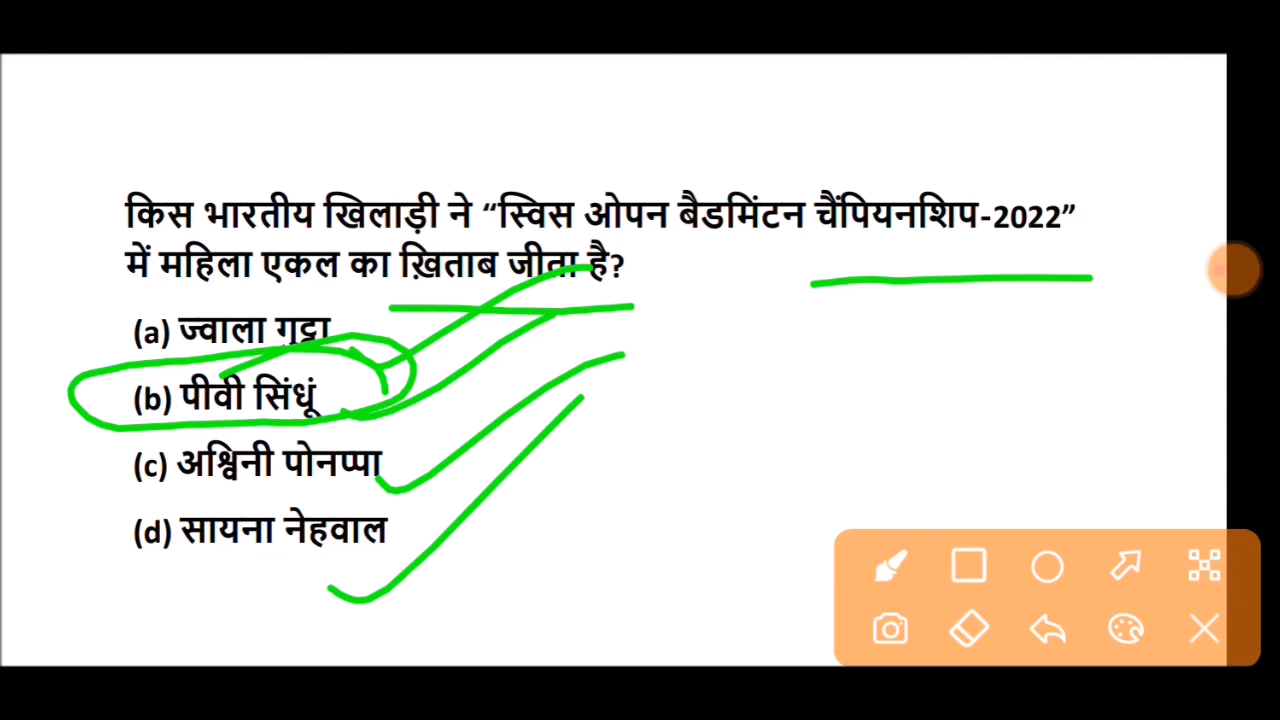 किस भारतीय खिलाड़ी ने “स्विस ओपन बैडमिंटन चैंपियनशिप-2022”
में महिला एकल का ख़िताब जीता है?
(a) ज्वाला गुट्टा
(b) पीवी सिंधूं
(c) अश्विनी पोनप्पा
(d) सायना नेहवाल